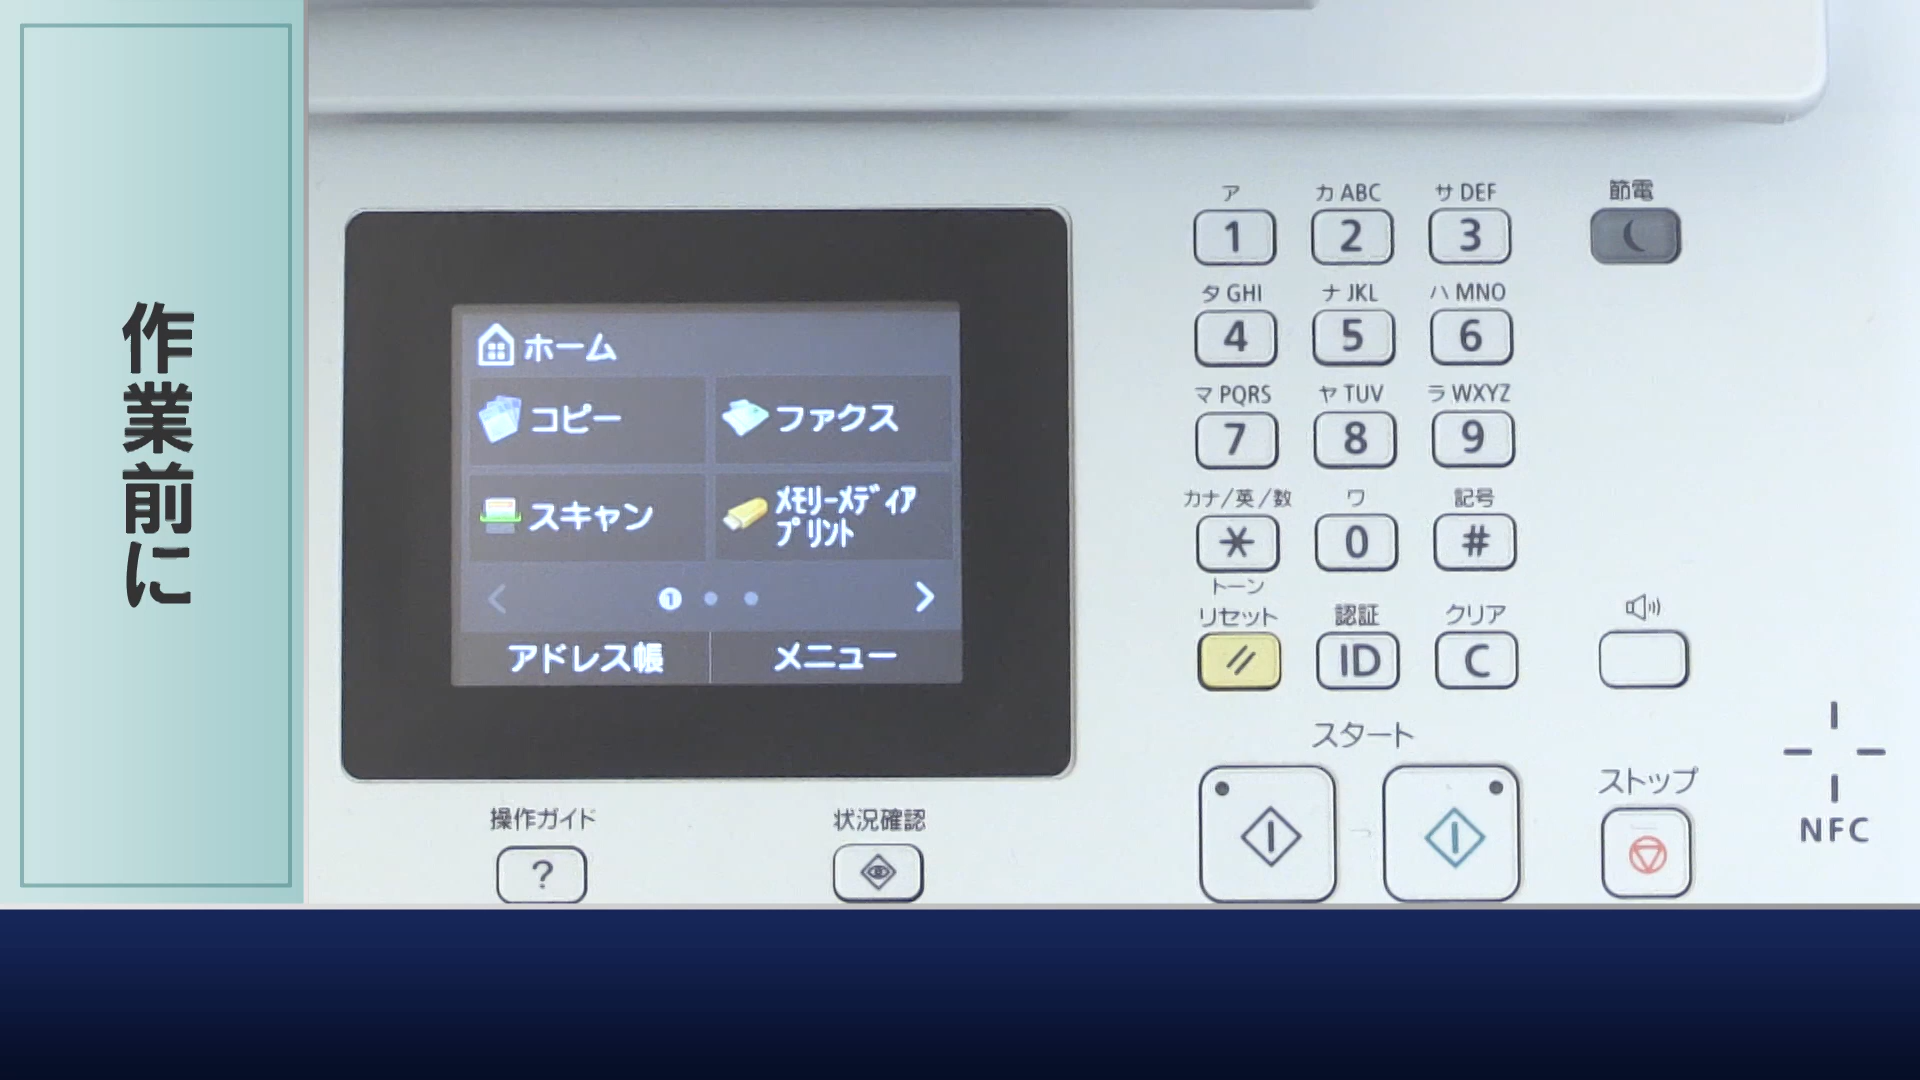 作業前に
ホーム
コピー
ファクス
スキャン
ﾒﾓﾘｰﾒﾃﾞｨｱ
ﾌﾟﾘﾝﾄ
1
アドレス帳
メニュー
操作ガイド
?
状況確認
ア
カ ABC
サ DEF
1
2
3
タ GHI
ナ JKL
ハ MNO
4
5
6
マ PQRS
ヤ TUV
ラ WXYZ
7
8
9
カナ/英/数
ワ
記号
*
0
#
トーン
リセット
認証
クリア
ID
C
スタート
節電
ストップ
NFC